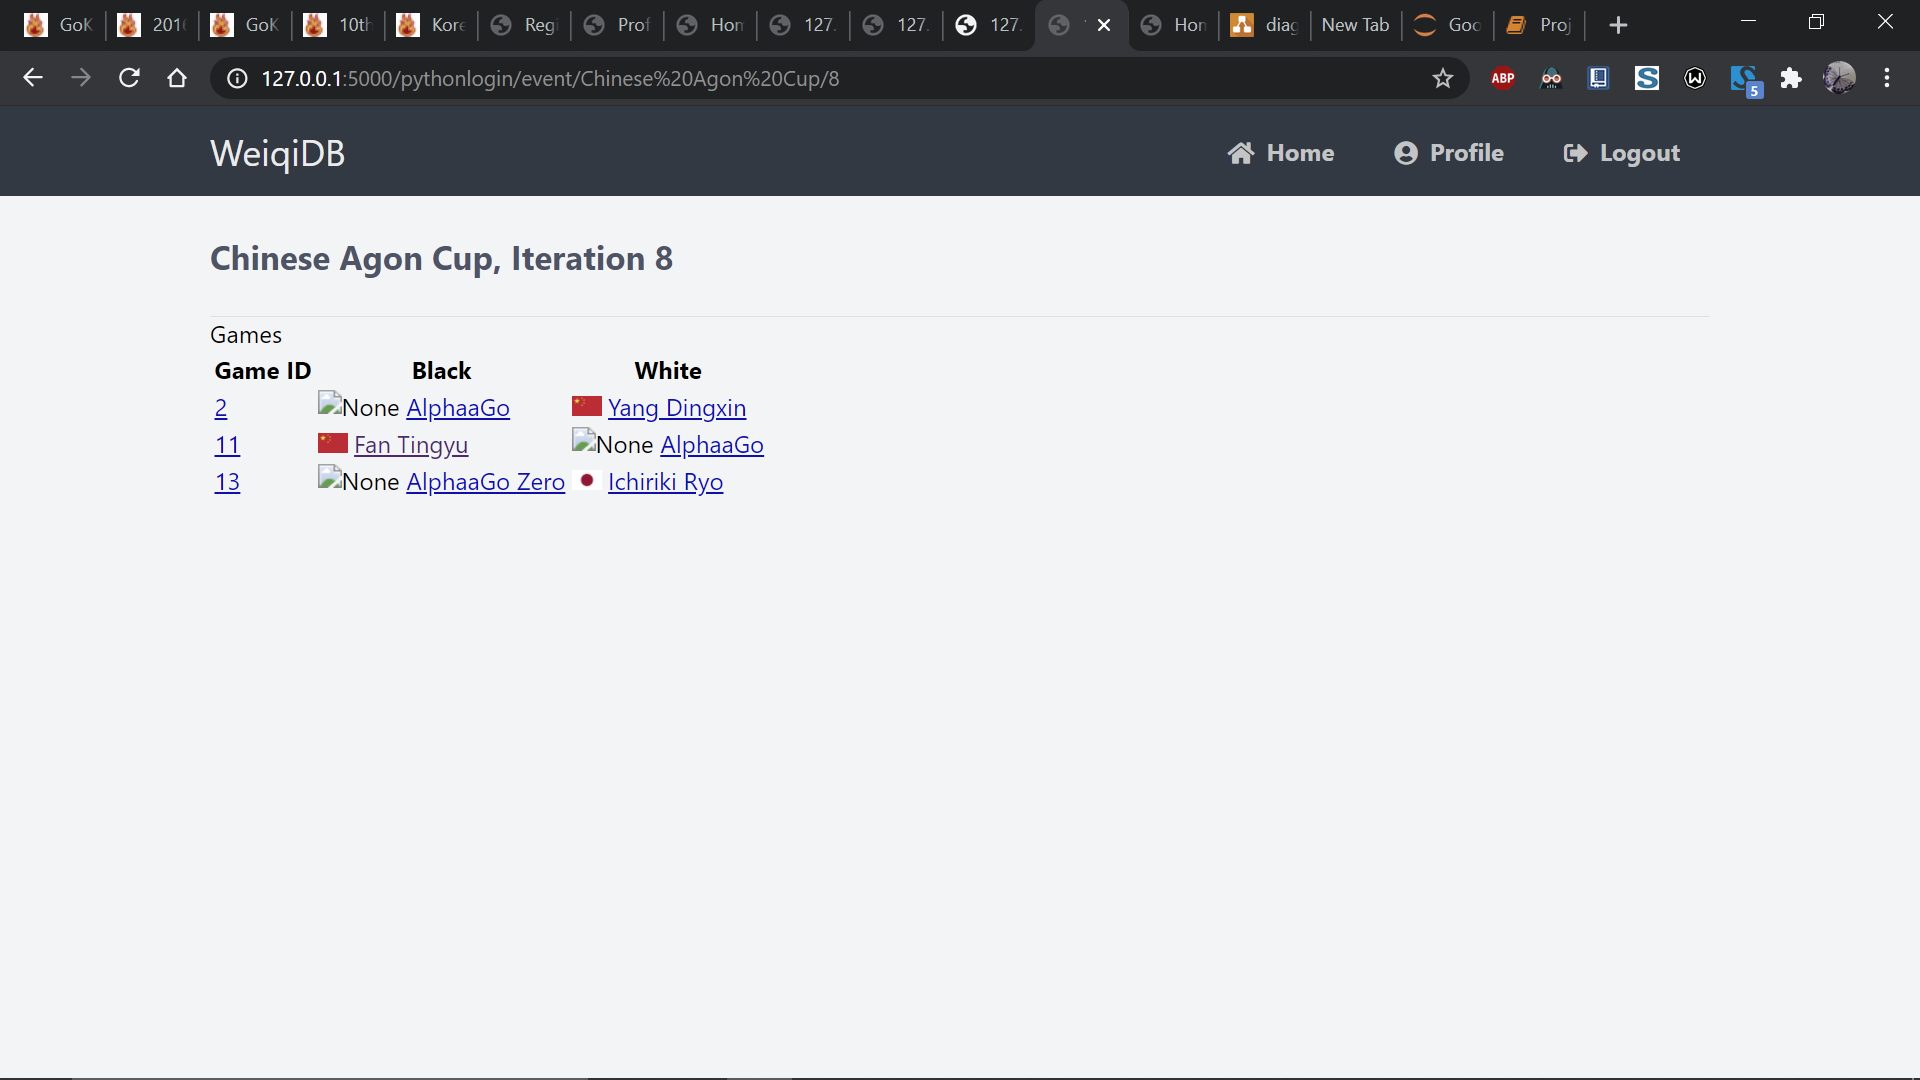 GoK 201 GoK 10th Kore Regi Prof Hom 127. 127. 127. Hom diag New Tab Goo Proj
127.0.0.1:5000/pythonlogin/event/Chinese%20Agon%20Cup/8 ABP S W 5
WeiqiDB Home Profile Logout
Chinese Agon Cup, Iteration 8
Games
Game ID Black White
2 None AlphaaGo Yang Dingxin
11 Fan Tingyu None AlphaaGo
13 None AlphaaGo Zero Ichiriki Ryo